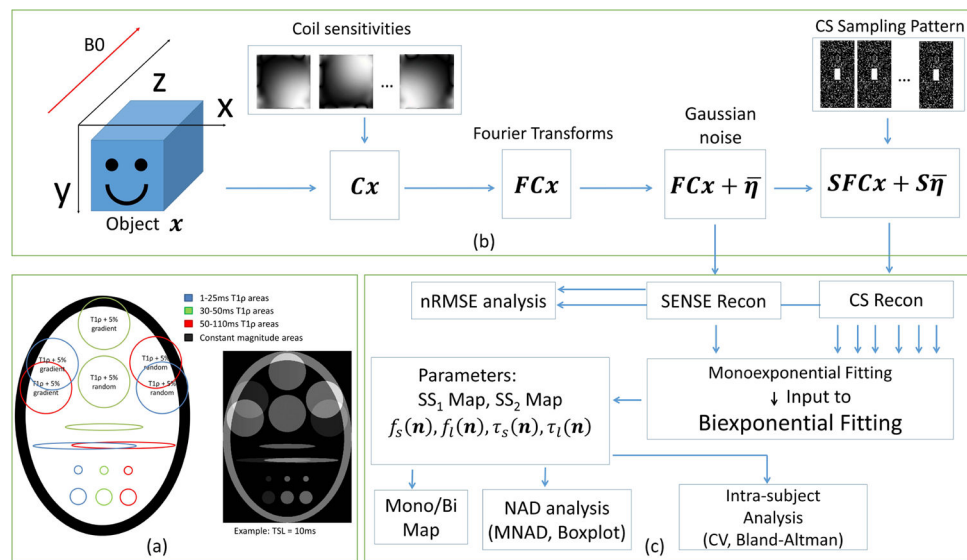 B0
Z
X
y
Object x
Coil sensitivities
...
Cx
Fourier Transforms
FCx
Gaussian
noise
FCx + η̅
CS Sampling Pattern
...
SFCx + Sη̅
(b)
1-25ms T1ρ areas
30-50ms T1ρ areas
50-110ms T1ρ areas
Constant magnitude areas
T1ρ + 5%
gradient
T1ρ + 5%
gradient
T1ρ + 5%
gradient
T1ρ + 5%
random
T1ρ + 5%
random
T1ρ + 5%
random
(a)
Example: TSL = 10ms
nRMSE analysis
SENSE Recon
CS Recon
Monoexponential Fitting
↓ Input to
Biexponential Fitting
Parameters:
SS₁ Map, SS₂ Map
fₛ(n), fₗ(n), τₛ(n), τₗ(n)
Mono/Bi
Map
NAD analysis
(MNAD, Boxplot)
Intra-subject
Analysis
(CV, Bland-Altman)
(c)